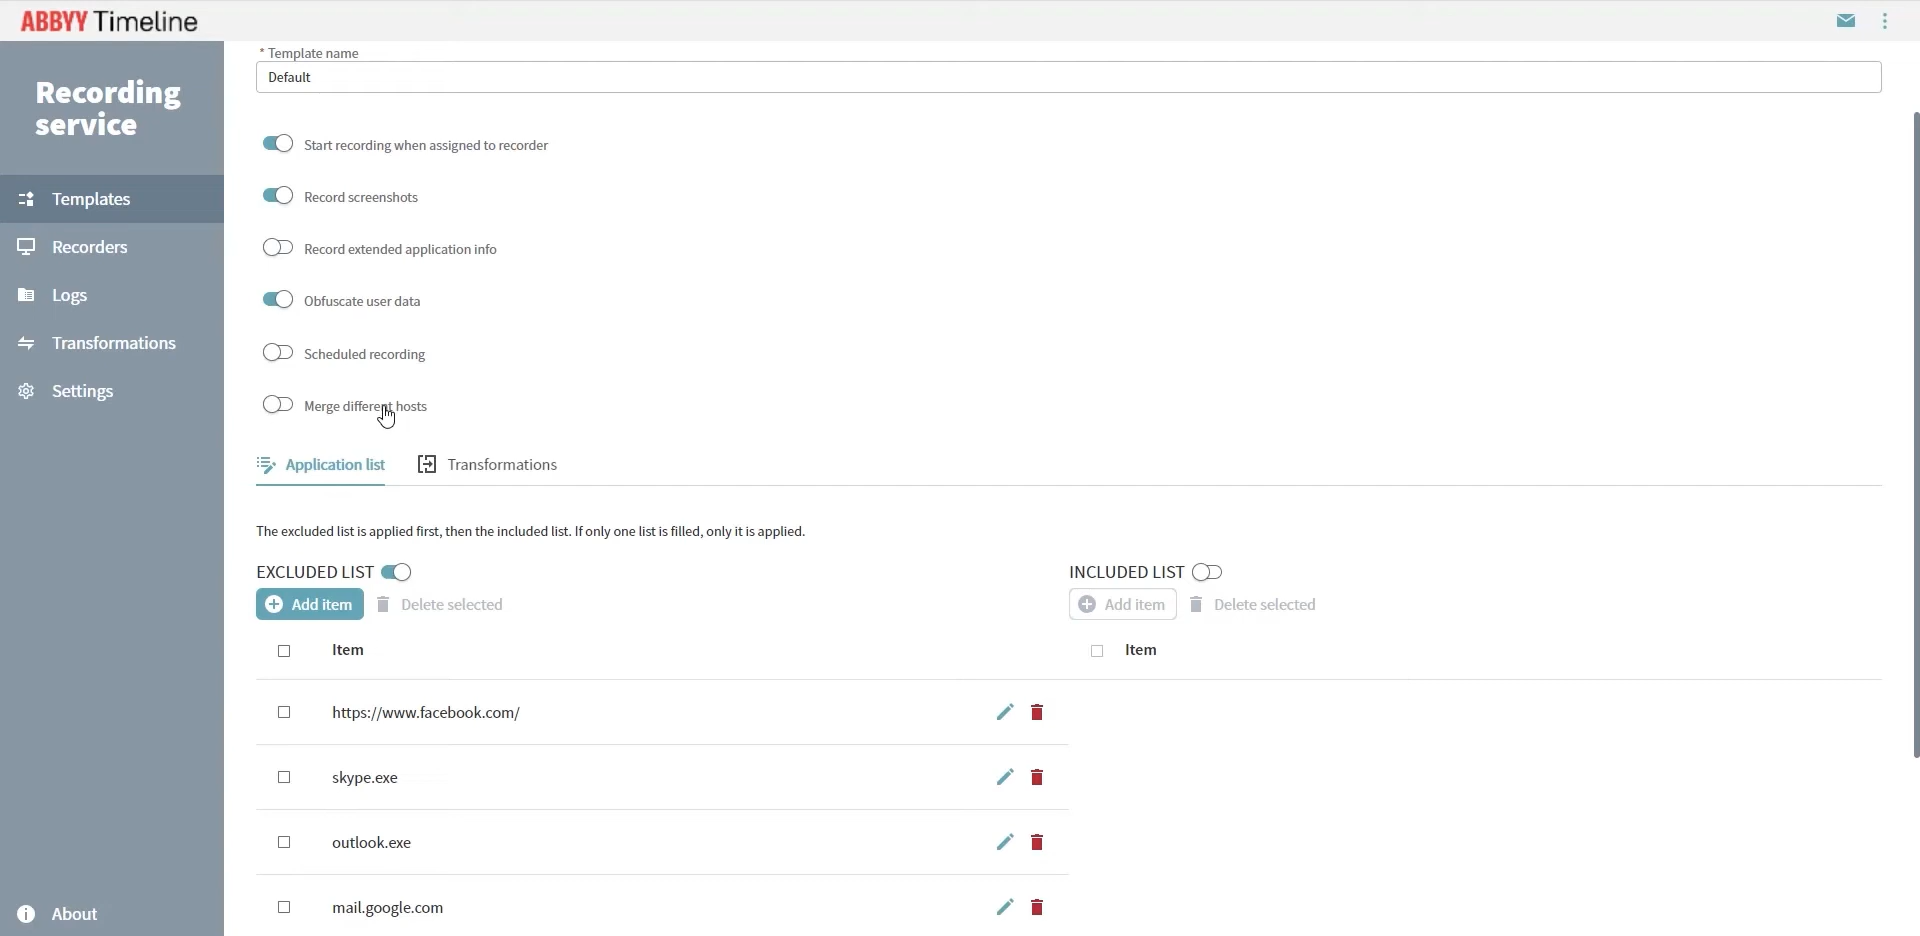 ABBYY Timeline
Recording
service
Templates
Recorders
Logs
Transformations
Settings
About
* Template name
Default
Start recording when assigned to recorder
Record screenshots
Record extended application info
Obfuscate user data
Scheduled recording
Merge different hosts
Application list
Transformations
The excluded list is applied first, then the included list. If only one list is filled, only it is applied.
EXCLUDED LIST
Add item
Delete selected
Item
https://www.facebook.com/
skype.exe
outlook.exe
mail.google.com
INCLUDED LIST
Add item
Delete selected
Item